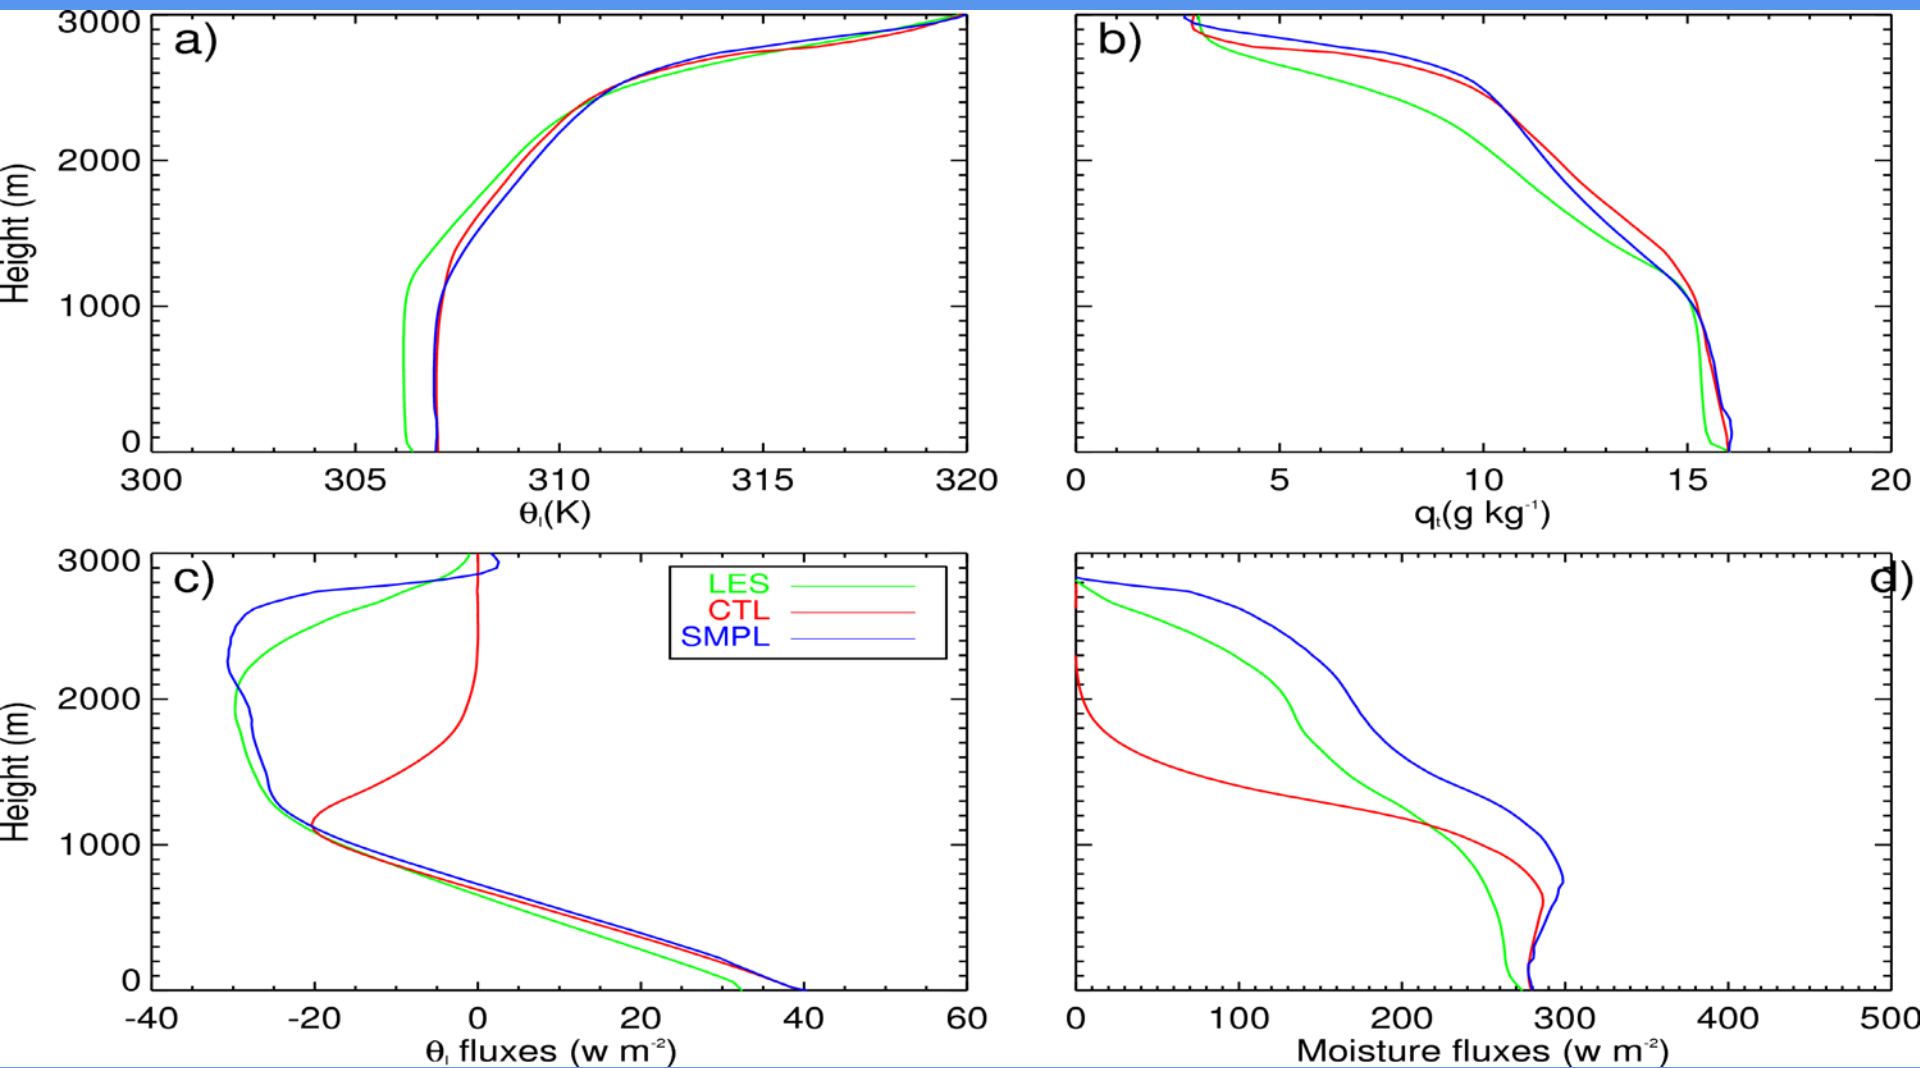 a)
3000
2000
1000
0
Height (m)
300 305 310 315 320
θl(K)
b)
0 5 10 15 20
qt(g kg-1)
c)
3000
2000
1000
0
Height (m)
LES
CTL
SMPL
-40 -20 0 20 40 60
θl fluxes (w m-2)
d)
0 100 200 300 400 500
Moisture fluxes (w m-2)